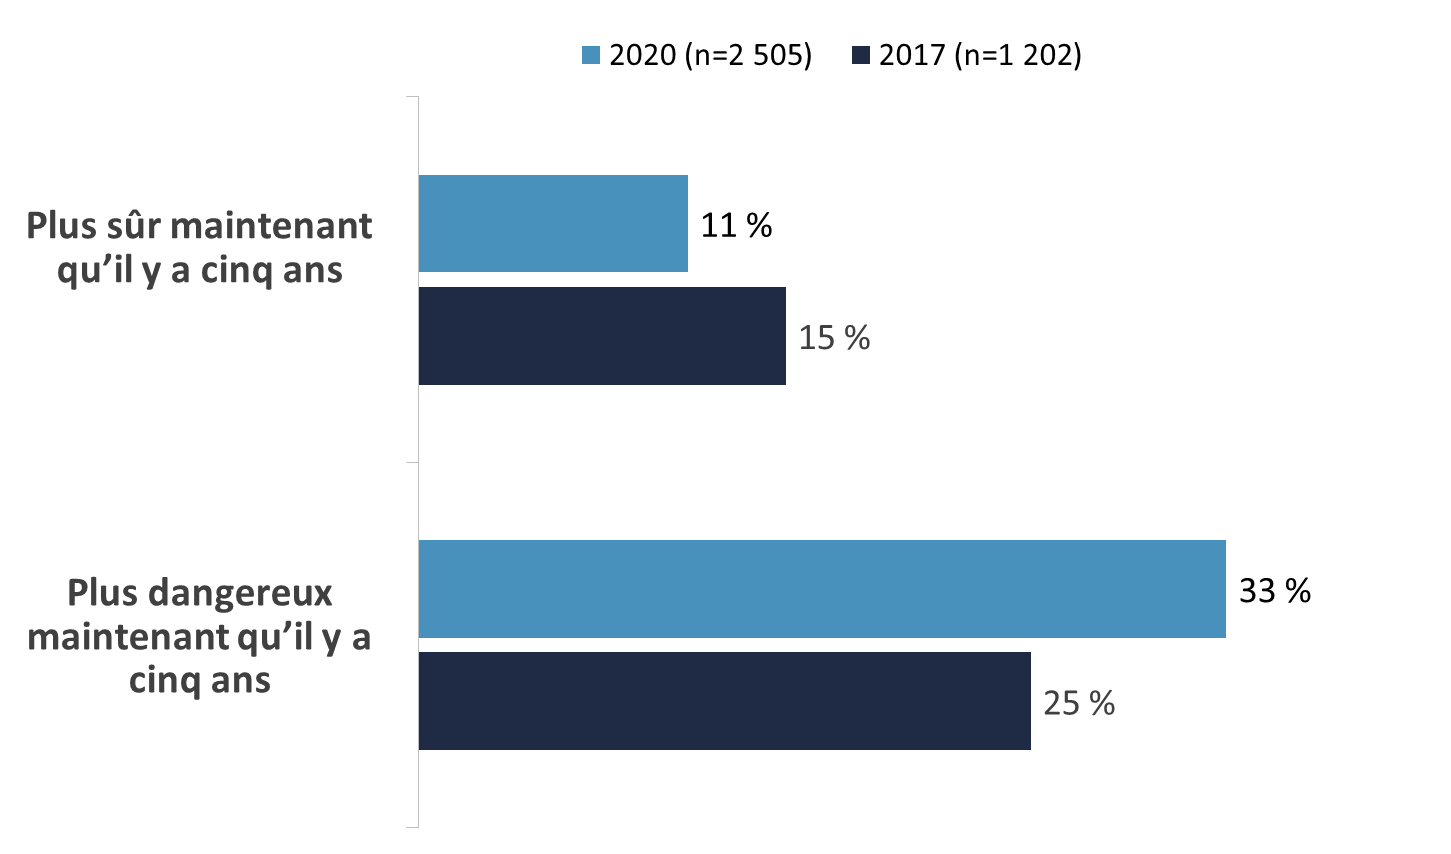 2020 (n=2 505) 2017 (n=1 202)
Plus sûr maintenant
qu’il y a cinq ans
11 %
15 %
Plus dangereux
maintenant qu’il y a
cinq ans
33 %
25 %